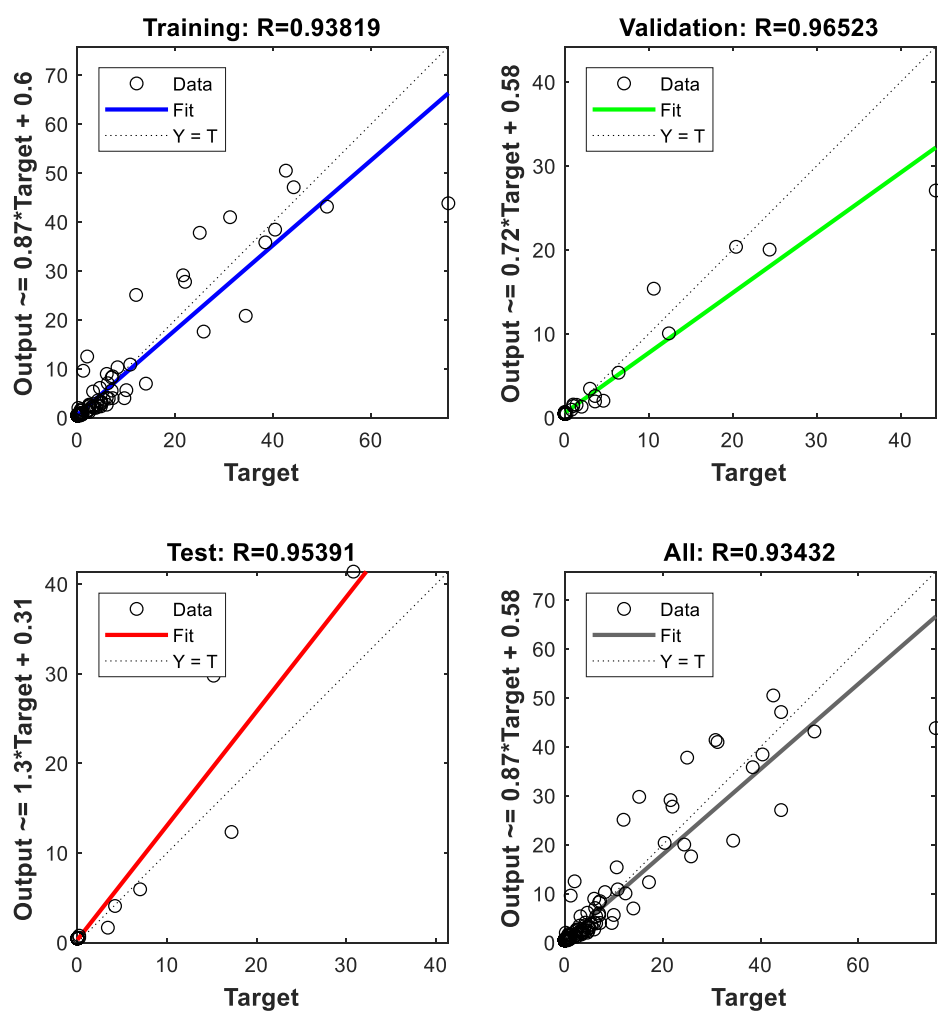 Training: R=0.93819
Output ~= 0.87*Target + 0.6
70
60
50
40
30
20
10
0
Data
Fit
Y = T
0 20 40 60
Target
Validation: R=0.96523
Output ~= 0.72*Target + 0.58
40
30
20
10
0
Data
Fit
Y = T
0 10 20 30 40
Target
Test: R=0.95391
Output ~= 1.3*Target + 0.31
40
30
20
10
0
Data
Fit
Y = T
0 10 20 30 40
Target
All: R=0.93432
Output ~= 0.87*Target + 0.58
70
60
50
40
30
20
10
0
Data
Fit
Y = T
0 20 40 60
Target